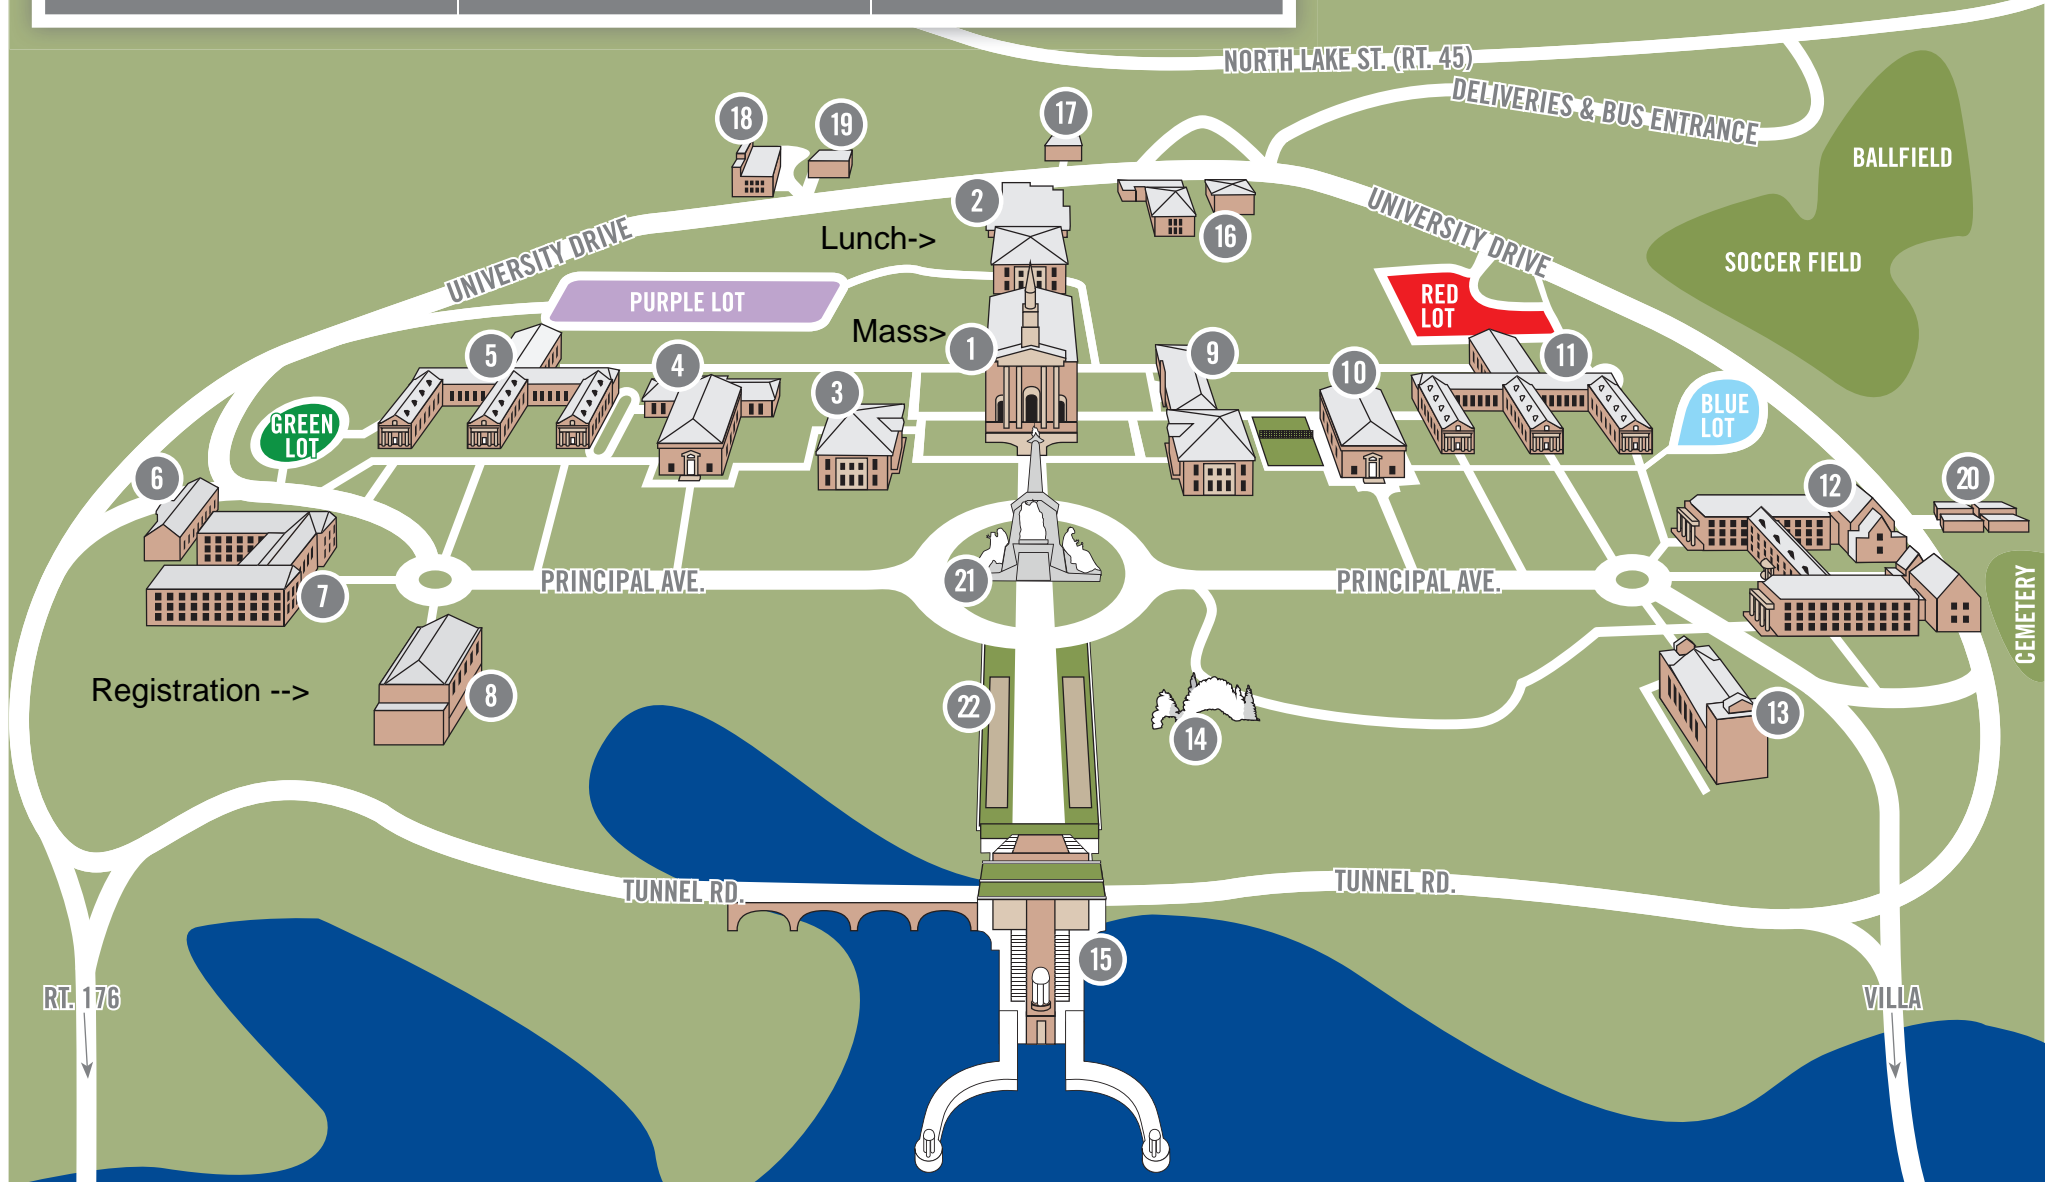 NORTH LAKE ST. (RT. 45)
DELIVERIES & BUS ENTRANCE
BALLFIELD
SOCCER FIELD
18
19
17
2
16
UNIVERSITY DRIVE
UNIVERSITY DRIVE
Lunch->
PURPLE LOT
RED
LOT
Mass>
1
5
4
3
9
10
11
GREEN
LOT
BLUE
LOT
6
12
20
7
PRINCIPAL AVE.
21
PRINCIPAL AVE.
CEMETERY
Registration -->
8
22
14
13
TUNNEL RD.
TUNNEL RD.
15
RT. 176
VILLA